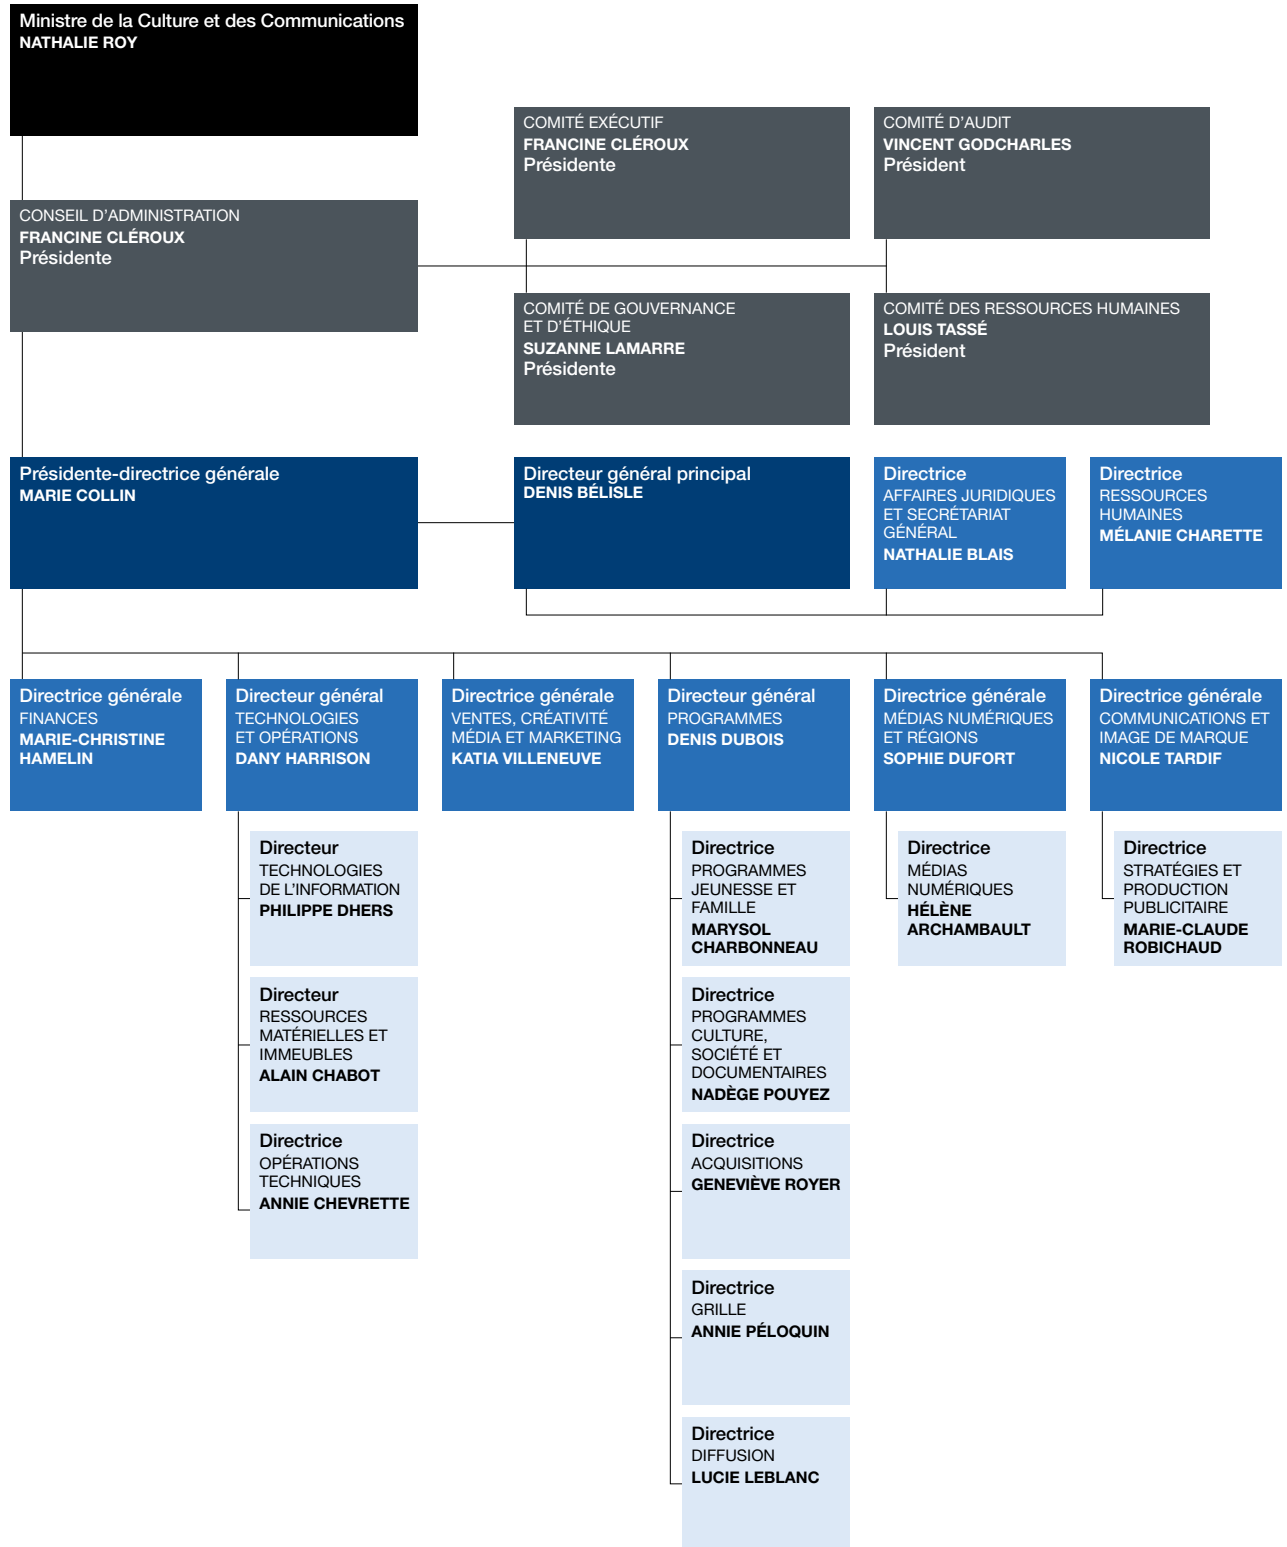 Ministre de la Culture et des Communications
NATHALIE ROY
COMITÉ EXÉCUTIF
FRANCINE CLÉROUX
Présidente
COMITÉ D’AUDIT
VINCENT GODCHARLES
Président
CONSEIL D’ADMINISTRATION
FRANCINE CLÉROUX
Présidente
COMITÉ DE GOUVERNANCE
ET D’ÉTHIQUE
SUZANNE LAMARRE
Présidente
COMITÉ DES RESSOURCES HUMAINES
LOUIS TASSÉ
Président
Présidente-directrice générale
MARIE COLLIN
Directeur général principal
DENIS BÉLISLE
Directrice
AFFAIRES JURIDIQUES
ET SECRÉTARIAT
GÉNÉRAL
NATHALIE BLAIS
Directrice
RESSOURCES
HUMAINES
MÉLANIE CHARETTE
Directrice générale
FINANCES
MARIE-CHRISTINE
HAMELIN
Directeur général
TECHNOLOGIES
ET OPÉRATIONS
DANY HARRISON
Directrice générale
VENTES, CRÉATIVITÉ
MÉDIA ET MARKETING
KATIA VILLENEUVE
Directeur général
PROGRAMMES
DENIS DUBOIS
Directrice générale
MÉDIAS NUMÉRIQUES
ET RÉGIONS
SOPHIE DUFORT
Directrice générale
COMMUNICATIONS ET
IMAGE DE MARQUE
NICOLE TARDIF
Directeur
TECHNOLOGIES
DE L’INFORMATION
PHILIPPE DHERS
Directeur
RESSOURCES
MATÉRIELLES ET
IMMEUBLES
ALAIN CHABOT
Directrice
OPÉRATIONS
TECHNIQUES
ANNIE CHEVRETTE
Directrice
PROGRAMMES
JEUNESSE ET
FAMILLE
MARYSOL
CHARBONNEAU
Directrice
PROGRAMMES
CULTURE,
SOCIÉTÉ ET
DOCUMENTAIRES
NADÈGE POUYEZ
Directrice
ACQUISITIONS
GENEVIÈVE ROYER
Directrice
GRILLE
ANNIE PÉLOQUIN
Directrice
DIFFUSION
LUCIE LEBLANC
Directrice
MÉDIAS
NUMÉRIQUES
HÉLÈNE
ARCHAMBAULT
Directrice
STRATÉGIES ET
PRODUCTION
PUBLICITAIRE
MARIE-CLAUDE
ROBICHAUD